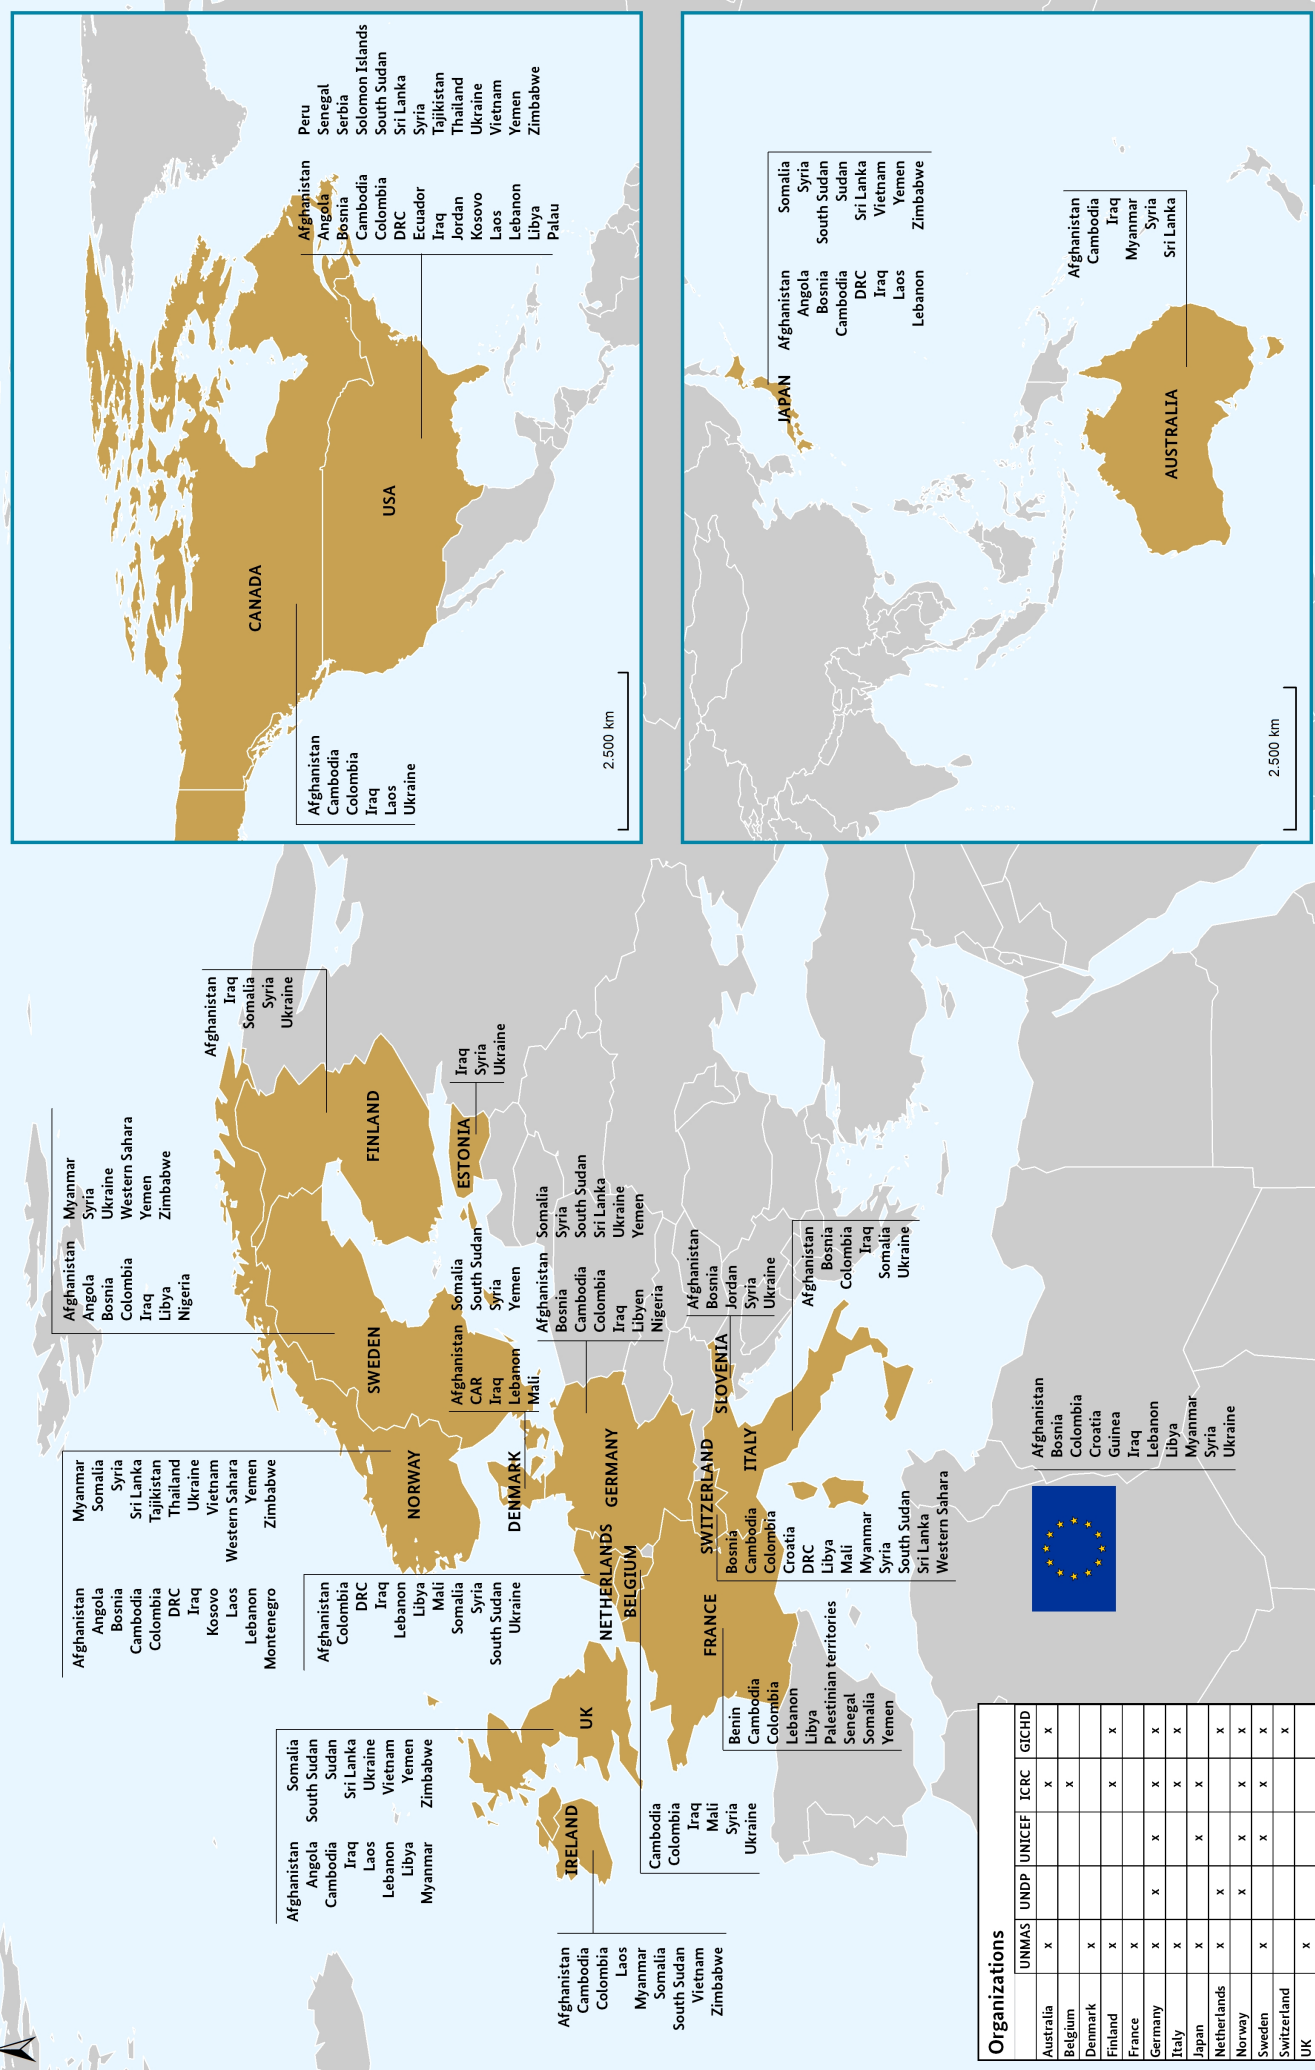 Afghanistan
Angola
Bosnia
Cambodia
Colombia
DRC
Iraq
Kosovo
Laos
Lebanon
Montenegro
Myanmar
Somalia
Syria
Sri Lanka
Tajikistan
Thailand
Ukraine
Vietnam
Western Sahara
Yemen
Zimbabwe
NORWAY
Afghanistan
Angola
Bosnia
Colombia
Iraq
Libya
Nigeria
Myanmar
Syria
Ukraine
Western Sahara
Yemen
Zimbabwe
SWEDEN
Afghanistan
Iraq
Somalia
Syria
Ukraine
FINLAND
Iraq
Syria
Ukraine
ESTONIA
Afghanistan
Angola
Cambodia
Iraq
Laos
Lebanon
Libya
Myanmar
Somalia
South Sudan
Sudan
Sri Lanka
Ukraine
Vietnam
Yemen
Zimbabwe
UK
Afghanistan
Colombia
DRC
Iraq
Lebanon
Libya
Mali
Somalia
Syria
South Sudan
Ukraine
NETHERLANDS
Afghanistan
CAR
Iraq
Lebanon
Mali
Somalia
South Sudan
Syria
Yemen
DENMARK
Afghanistan
Bosnia
Cambodia
Colombia
Iraq
Libyen
Nigeria
Somalia
Syria
South Sudan
Sri Lanka
Ukraine
Yemen
GERMANY
Afghanistan
Cambodia
Colombia
Laos
Myanmar
Somalia
South Sudan
Vietnam
Zimbabwe
IRELAND
Cambodia
Colombia
Iraq
Mali
Syria
Ukraine
BELGIUM
Benin
Cambodia
Colombia
Lebanon
Libya
Palestinian territories
Senegal
Somalia
Yemen
FRANCE
Bosnia
Cambodia
Colombia
Croatia
DRC
Libya
Mali
Myanmar
Syria
South Sudan
Sri Lanka
Western Sahara
SWITZERLAND
Afghanistan
Bosnia
Jordan
Syria
Ukraine
SLOVENIA
Afghanistan
Bosnia
Colombia
Iraq
Somalia
Ukraine
ITALY
Afghanistan
Bosnia
Colombia
Croatia
Guinea
Iraq
Lebanon
Libya
Myanmar
Syria
Ukraine
CANADA
Afghanistan
Cambodia
Colombia
Iraq
Laos
Ukraine
USA
Afghanistan
Angola
Bosnia
Cambodia
Colombia
DRC
Ecuador
Iraq
Jordan
Kosovo
Laos
Lebanon
Libya
Palau
Peru
Senegal
Serbia
Solomon Islands
South Sudan
Sri Lanka
Syria
Tajikistan
Thailand
Ukraine
Vietnam
Yemen
Zimbabwe
2.500 km
JAPAN
Afghanistan
Angola
Bosnia
Cambodia
DRC
Iraq
Laos
Lebanon
Somalia
Syria
South Sudan
Sudan
Sri Lanka
Vietnam
Yemen
Zimbabwe
AUSTRALIA
Afghanistan
Cambodia
Iraq
Myanmar
Syria
Sri Lanka
2.500 km
Organizations
UNMAS UNDP UNICEF ICRC GICHD
Australia x x x
Belgium x
Denmark x
Finland x x x
France x
Germany x x x x x
Italy x x x
Japan x x x
Netherlands x x x
Norway x x x x
Sweden x x x x
Switzerland x
UK x